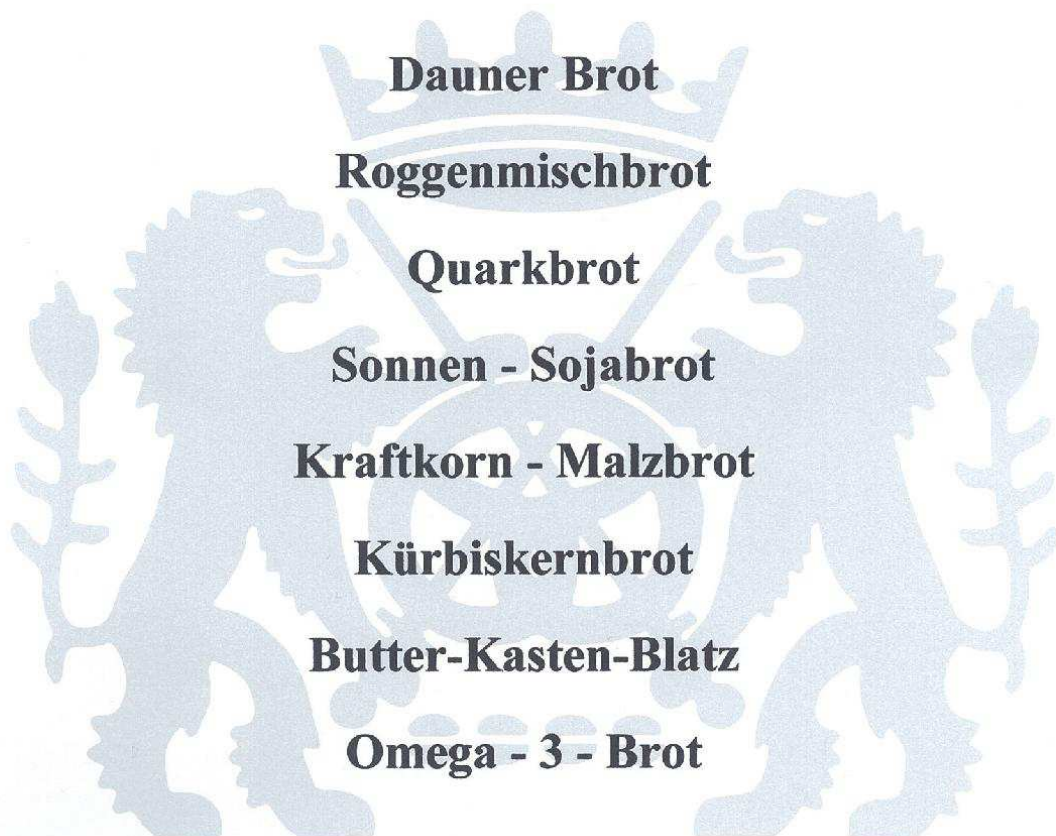 Dauner Brot
Roggenmischbrot
Quarkbrot
Sonnen - Sojabrot
Kraftkorn - Malzbrot
Kürbiskernbrot
Butter-Kasten-Blatz
Omega - 3 - Brot